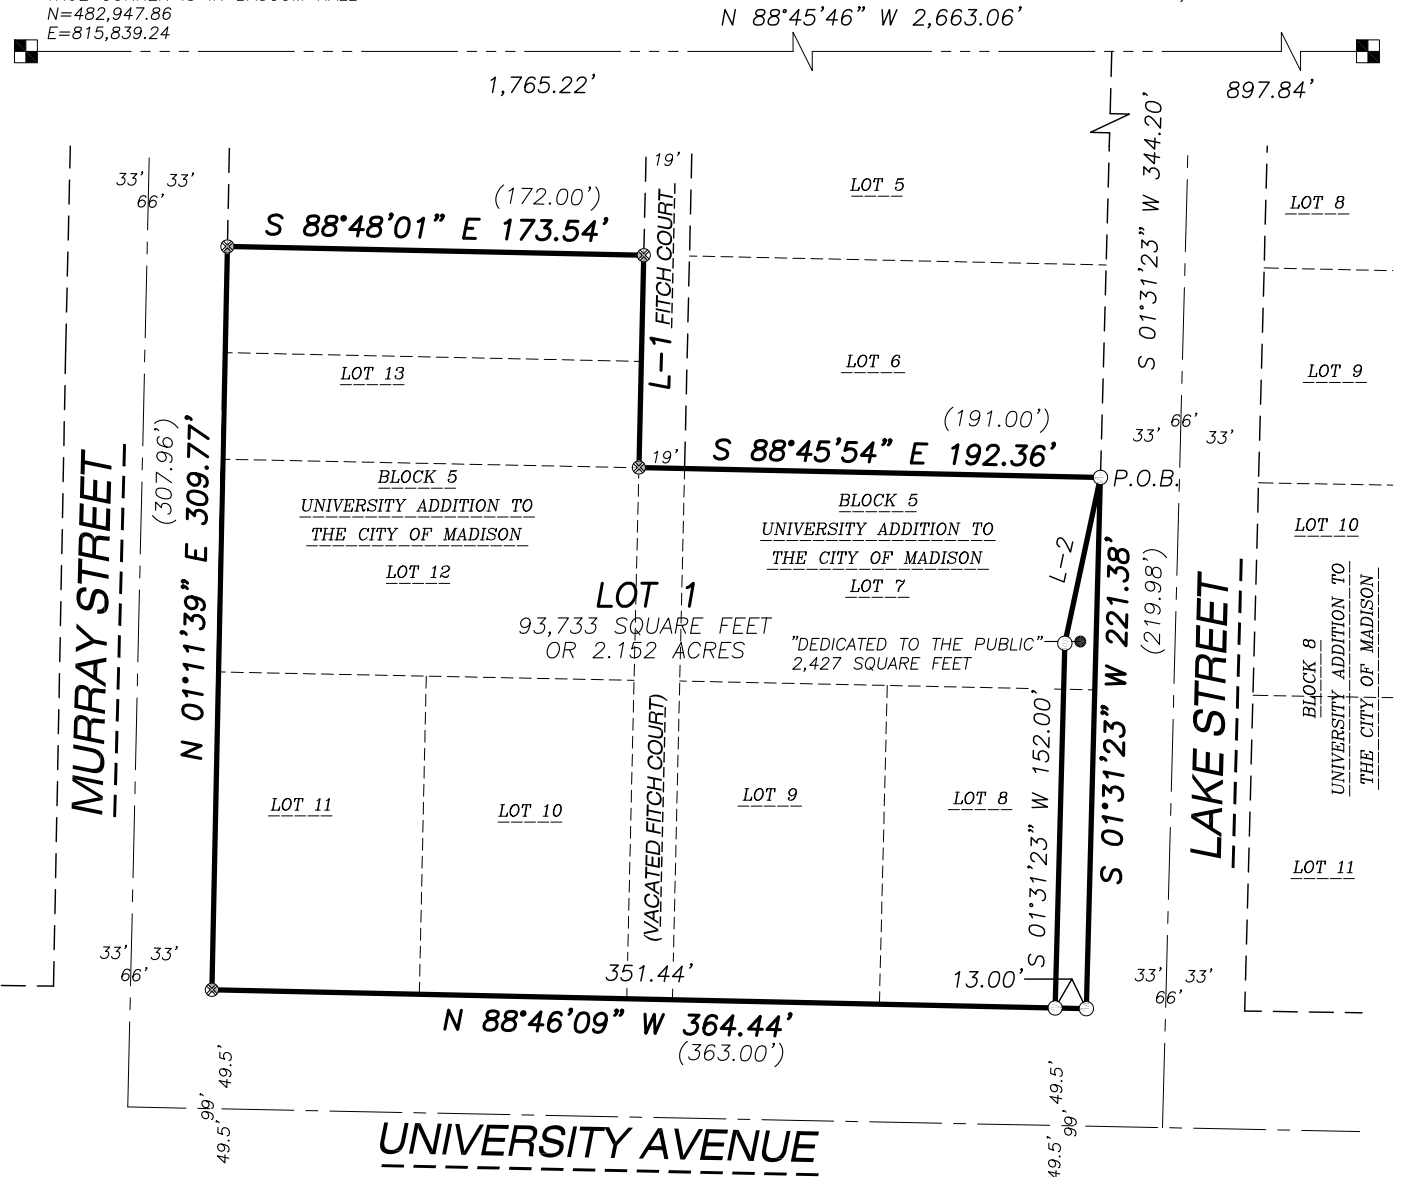 N=482,947.86
E=815,839.24
N 88°45'46" W 2,663.06'
1,765.22'
897.84'
S 01°31'23" W 344.20'
33' 33'
66'
(172.00')
S 88°48'01" E 173.54'
19'
L-1 FITCH COURT
LOT 5
LOT 8
LOT 13
LOT 6
LOT 9
(191.00')
S 88°45'54" E 192.36'
19'
66'
33' 33'
P.O.B.
MURRAY STREET
(307.96')
N 01°11'39" E 309.77'
BLOCK 5
UNIVERSITY ADDITION TO
THE CITY OF MADISON
LOT 12
BLOCK 5
UNIVERSITY ADDITION TO
THE CITY OF MADISON
LOT 7
L-2
LOT 10
LOT 1
93,733 SQUARE FEET
OR 2.152 ACRES
"DEDICATED TO THE PUBLIC"
2,427 SQUARE FEET
S 01°31'23" W 221.38'
(219.98')
LAKE STREET
BLOCK 8
UNIVERSITY ADDITION TO
THE CITY OF MADISON
S 01°31'23" W 152.00'
(VACATED FITCH COURT)
LOT 11
LOT 10
LOT 9
LOT 8
LOT 11
33' 33'
66'
351.44'
13.00'
33' 33'
66'
N 88°46'09" W 364.44'
(363.00')
49.5'
99'
49.5'
49.5'
99'
49.5'
UNIVERSITY AVENUE